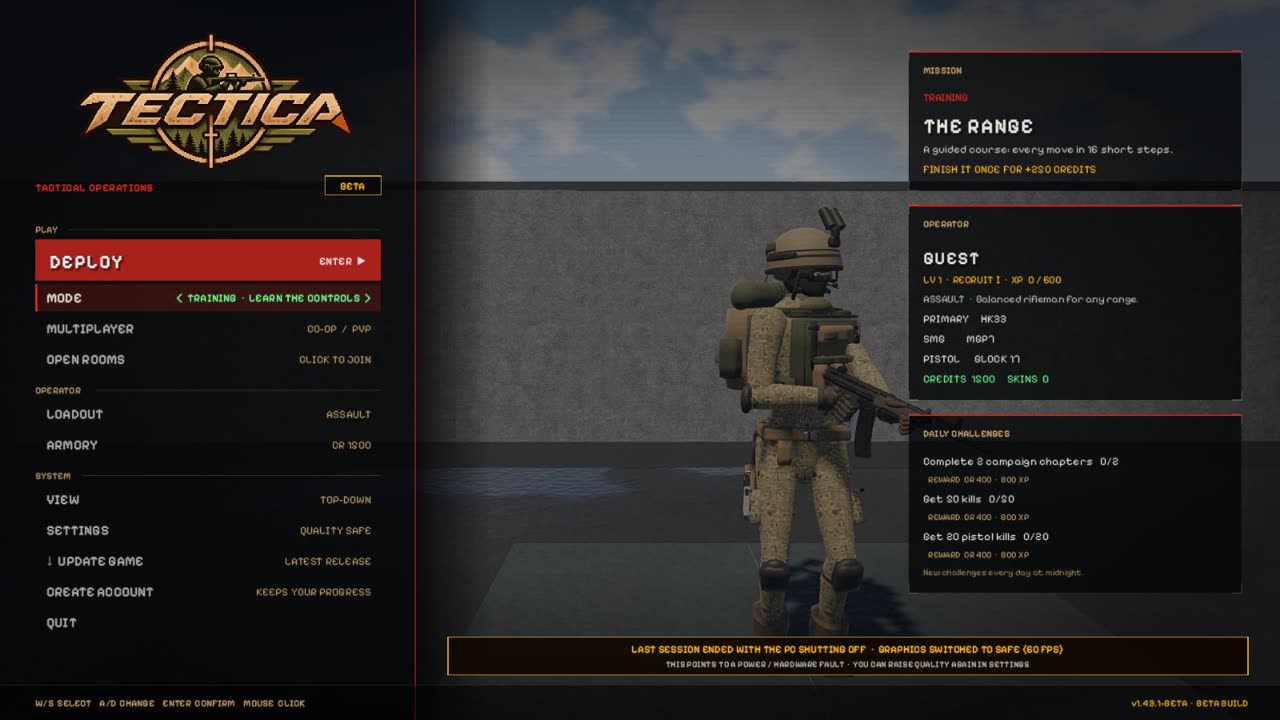 TECTICA
TACTICAL OPERATIONS
BETA
PLAY
DEPLOY ENTER ▶
MODE < TRAINING · LEARN THE CONTROLS >
MULTIPLAYER CO-OP / PVP
OPEN ROOMS CLICK TO JOIN
OPERATOR
LOADOUT ASSAULT
ARMORY
SYSTEM
VIEW TOP-DOWN
SETTINGS QUALITY SAFE
↓ UPDATE GAME LATEST RELEASE
CREATE ACCOUNT KEEPS YOUR PROGRESS
QUIT
W/S SELECT A/D CHANGE ENTER CONFIRM MOUSE CLICK
MISSION
TRAINING
THE RANGE
A guided course: every move in 16 short steps.
FINISH IT ONCE FOR CREDITS
OPERATOR
GUEST
LV 1 · RECRUIT I · XP 0 / 600
ASSAULT · Balanced rifleman for any range.
PRIMARY HK33
SMG MGP7
PISTOL GLOCK 17
CREDITS SKINS 0
DAILY CHALLENGES
Complete 2 campaign chapters 0/2
REWARD CR 400 · 800 XP
Get kills
REWARD CR 400 · 800 XP
Get 20 pistol kills 0/20
REWARD CR 400 · 800 XP
New challenges every day at midnight.
LAST SESSION ENDED WITH THE PC SHUTTING OFF · GRAPHICS SWITCHED TO SAFE (60 FPS)
THIS POINTS TO A POWER / HARDWARE FAULT · YOU CAN RAISE QUALITY AGAIN IN SETTINGS
v1.43.1-BETA · BETA BUILD